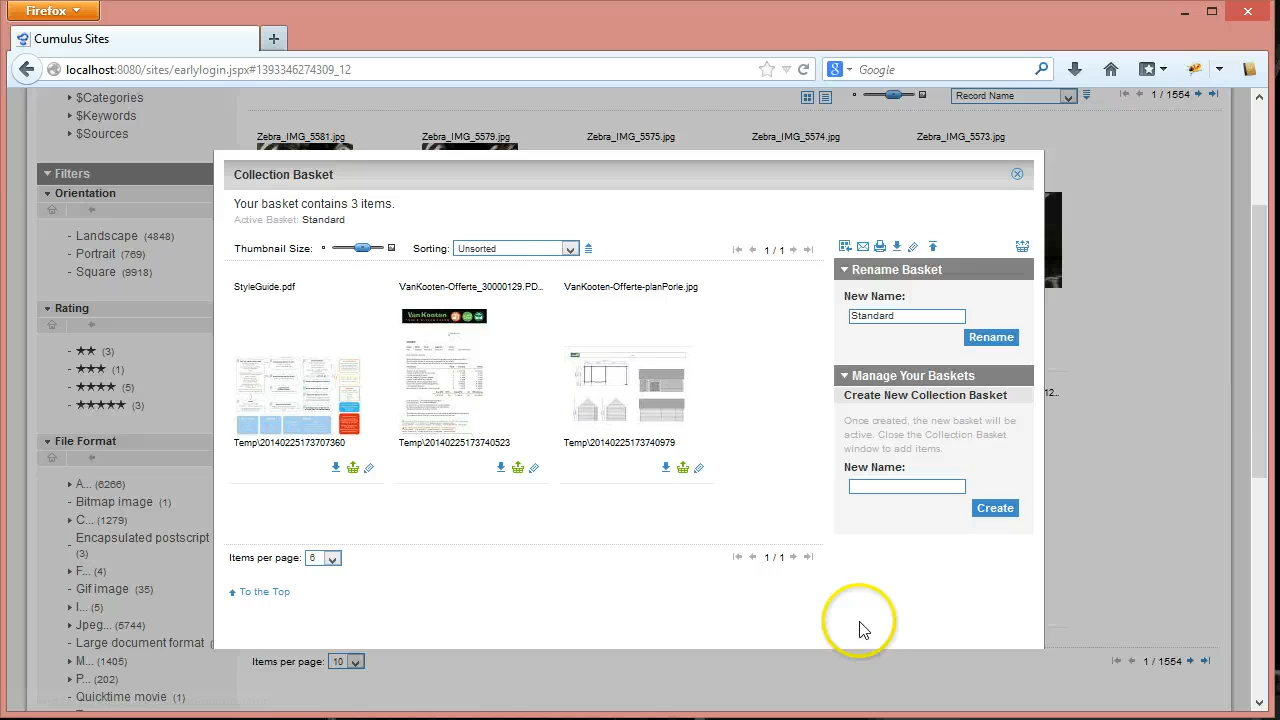 Firefox
Cumulus Sites
localhost:8080/sites/earlylogin.jspx#1393346274309_12
Google
$Categories
$Keywords
$Sources
Record Name
1 / 1554
Zebra_IMG_5581.jpg
Zebra_IMG_5579.jpg
Zebra_IMG_5575.jpg
Zebra_IMG_5574.jpg
Zebra_IMG_5573.jpg
Filters
Orientation
- Landscape (4848)
- Portrait (769)
- Square (9918)
Rating
- ★★ (3)
- ★★★ (1)
- ★★★★ (5)
- ★★★★★ (3)
File Format
A... (6266)
- Bitmap image (1)
C... (1279)
- Encapsulated postscript
(3)
F... (4)
- Gif image (35)
I... (5)
Jpeg... (5744)
- Large document format
M... (1405)
P... (202)
- Quicktime movie (1)
Collection Basket
Your basket contains 3 items.
Active Basket: Standard
Thumbnail Size:
Sorting: Unsorted
1 / 1
StyleGuide.pdf
VanKooten-Offerte_30000129.PD...
VanKooten-Offerte-planPorie.jpg
VAN KOOTEN
Temp\20140225173707360
Temp\20140225173740523
Temp\20140225173740979
Items per page: 6
1 / 1
To the Top
Rename Basket
New Name:
Standard
Rename
Manage Your Baskets
Create New Collection Basket
Once created, the new basket will be
active. Close the Collection Basket
window to add items.
New Name:
Create
12..
Items per page: 10
1 / 1554